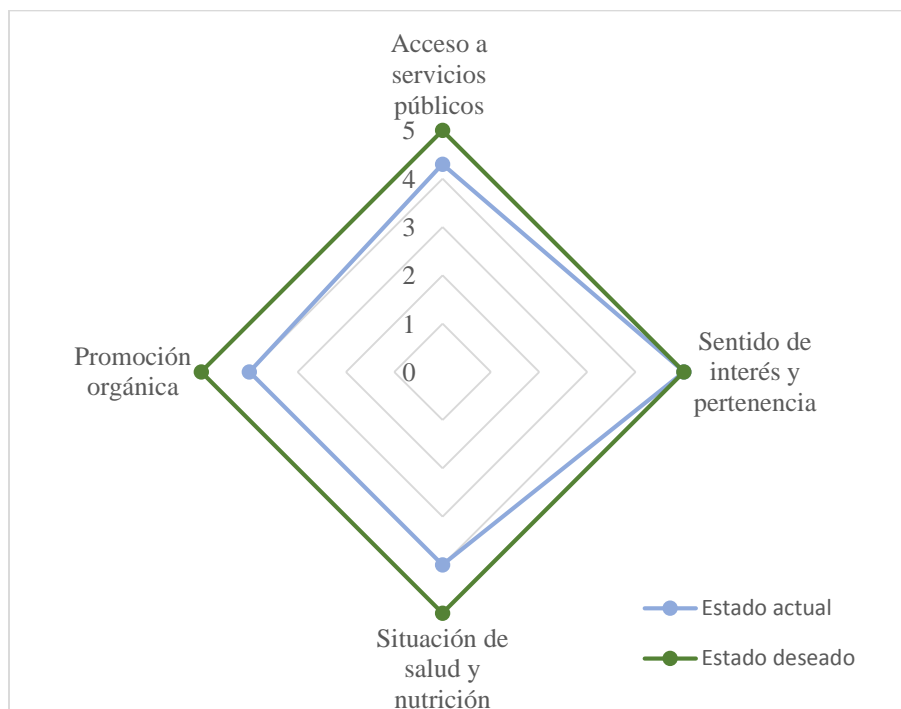 Acceso a
servicios
públicos
5
4
3
2
1
0
Promoción
orgánica
Sentido de
interés y
pertenencia
Situación de
salud y
nutrición
Estado actual
Estado deseado